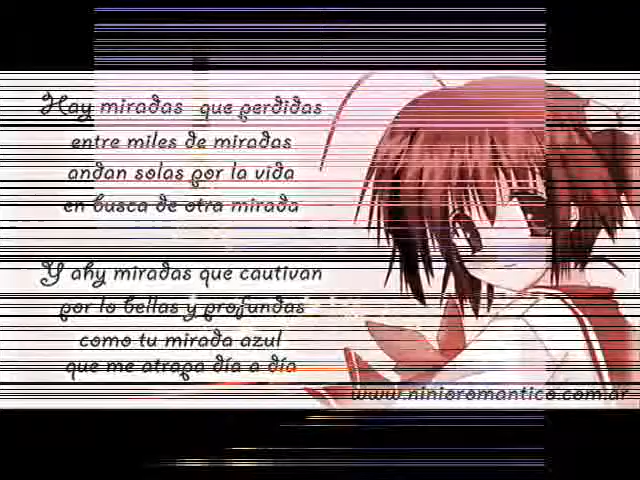 Hay miradas que perdidas
entre miles de miradas
andan solas por la vida
en busca de otra mirada
Y ahy miradas que cautivan
por lo bellas y profundas
como tu mirada azul
que me atrapa día a día
www.ninioromantico.com.ar